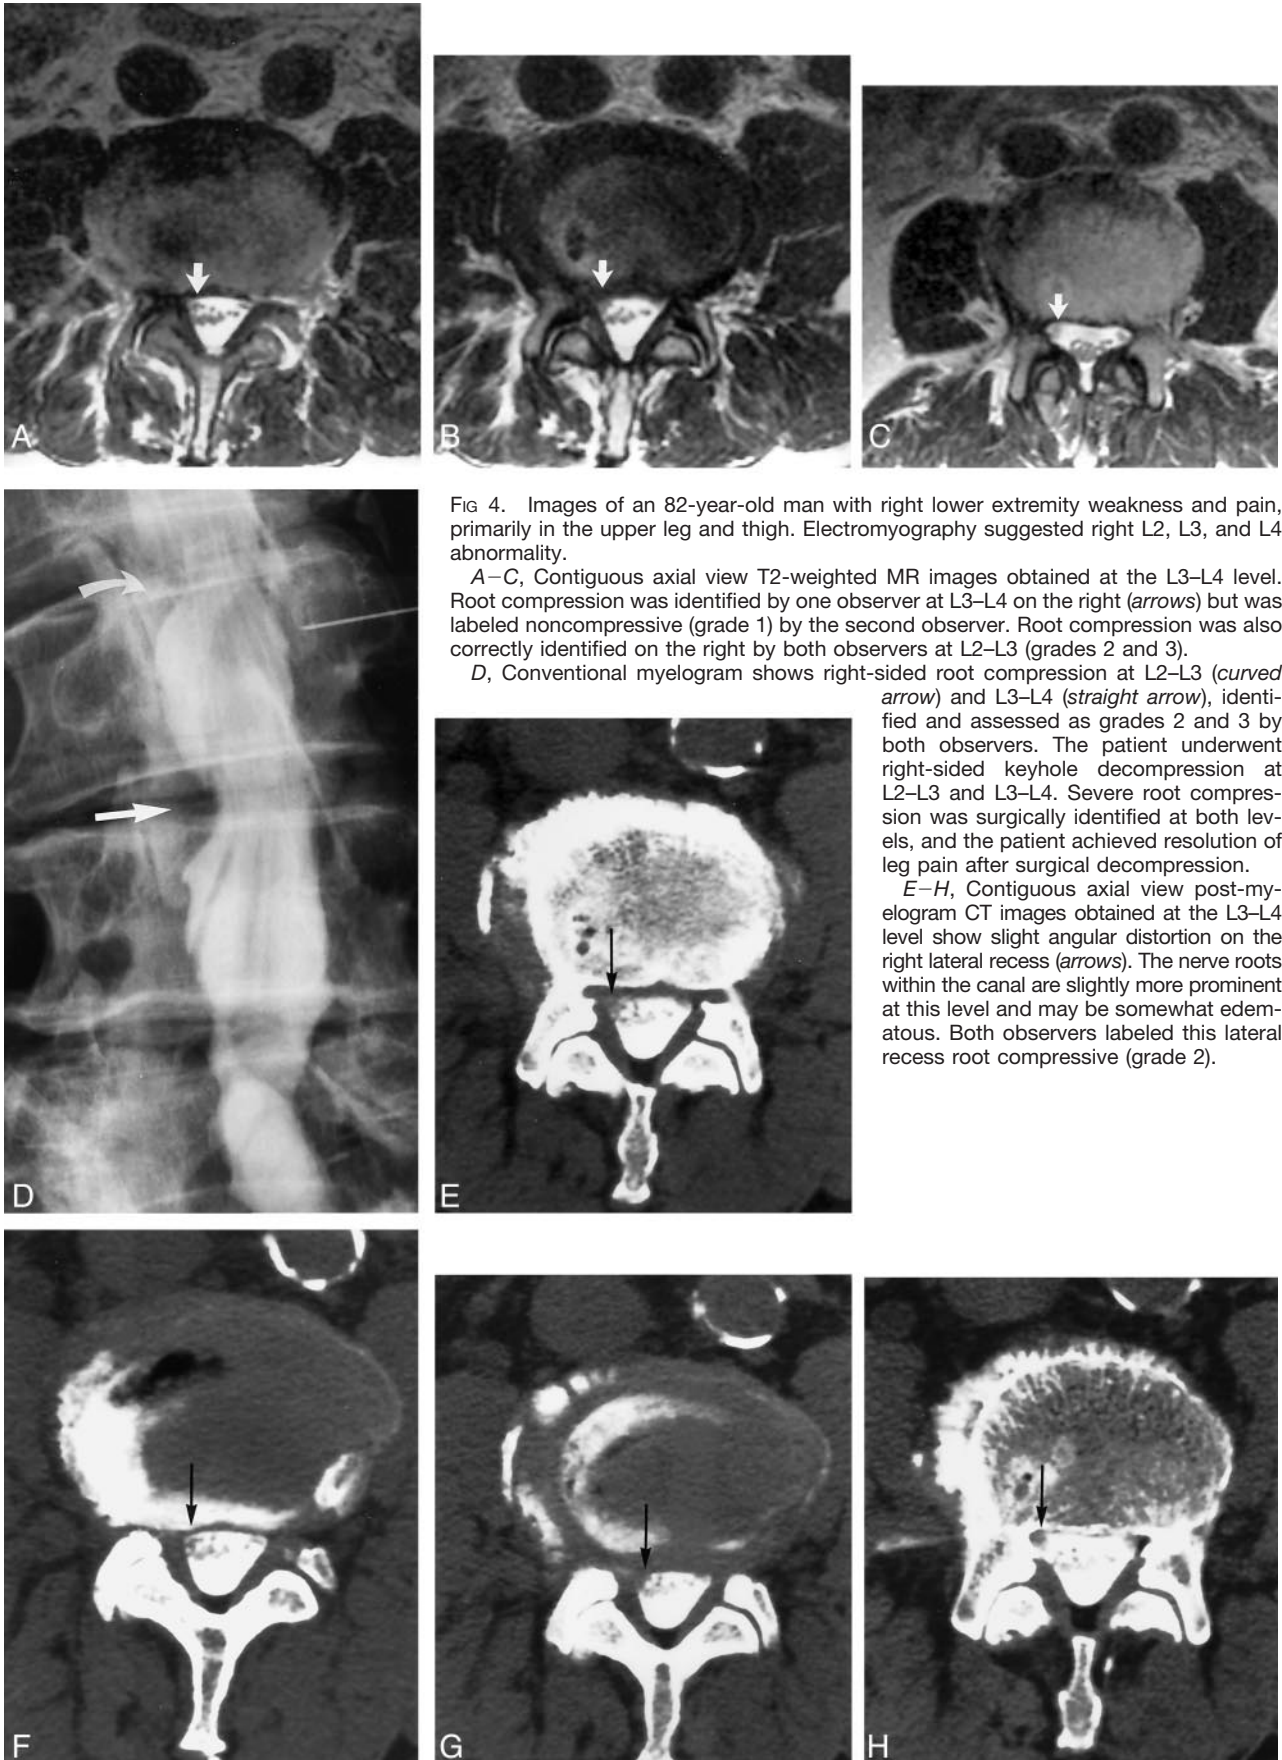 A
B
C
FIG 4. Images of an 82-year-old man with right lower extremity weakness and pain,
primarily in the upper leg and thigh. Electromyography suggested right L2, L3, and L4
abnormality.
A–C, Contiguous axial view T2-weighted MR images obtained at the L3–L4 level.
Root compression was identified by one observer at L3–L4 on the right (arrows) but was
labeled noncompressive (grade 1) by the second observer. Root compression was also
correctly identified on the right by both observers at L2–L3 (grades 2 and 3).
D, Conventional myelogram shows right-sided root compression at L2–L3 (curved
arrow) and L3–L4 (straight arrow), identi-
fied and assessed as grades 2 and 3 by
both observers. The patient underwent
right-sided keyhole decompression at
L2–L3 and L3–L4. Severe root compres-
sion was surgically identified at both lev-
els, and the patient achieved resolution of
leg pain after surgical decompression.
E–H, Contiguous axial view post-my-
elogram CT images obtained at the L3–L4
level show slight angular distortion on the
right lateral recess (arrows). The nerve roots
within the canal are slightly more prominent
at this level and may be somewhat edem-
atous. Both observers labeled this lateral
recess root compressive (grade 2).
D
E
F
G
H